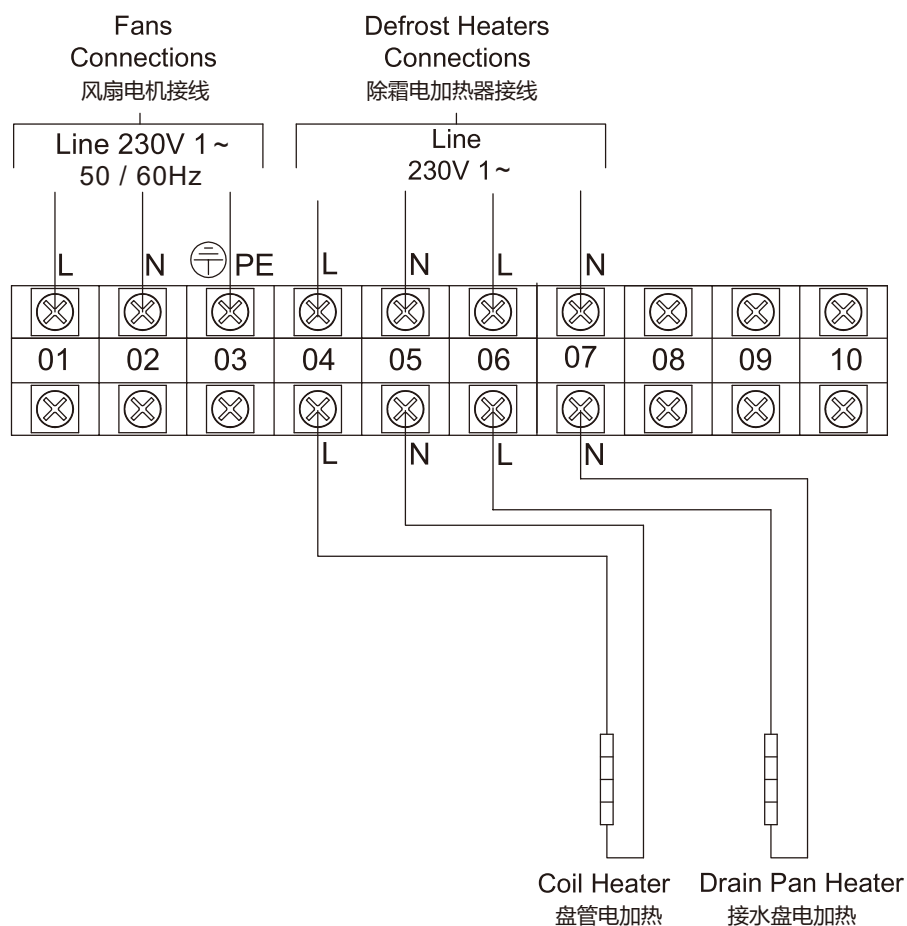 Fans
Connections
风扇电机接线
Defrost Heaters
Connections
除霜电加热器接线
Line 230V 1~
50 / 60Hz
Line
230V 1~
L N PE L N L N
01 02 03 04 05 06 07 08 09 10
L N L N
Coil Heater
盘管电加热
Drain Pan Heater
接水盘电加热